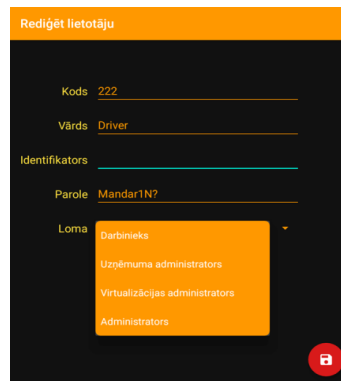 Rediģēt lietotāju
Kods 222
Vārds Driver
Identifikators
Parole Mandar1N?
Loma
Darbinieks
Uzņēmuma administrators
Virtualizācijas administrators
Administrators